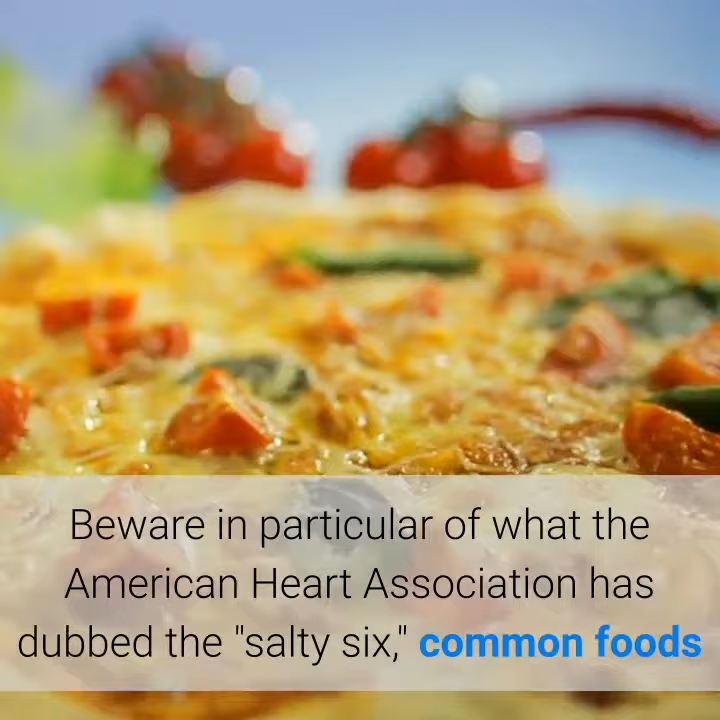 Beware in particular of what the
American Heart Association has
dubbed the "salty six," common foods